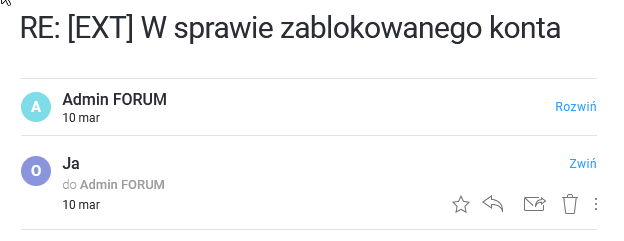 RE: [EXT] W sprawie zablokowanego konta
A
Admin FORUM
Rozwiń
10 mar
O
Ja
Zwiń
do Admin FORUM
10 mar